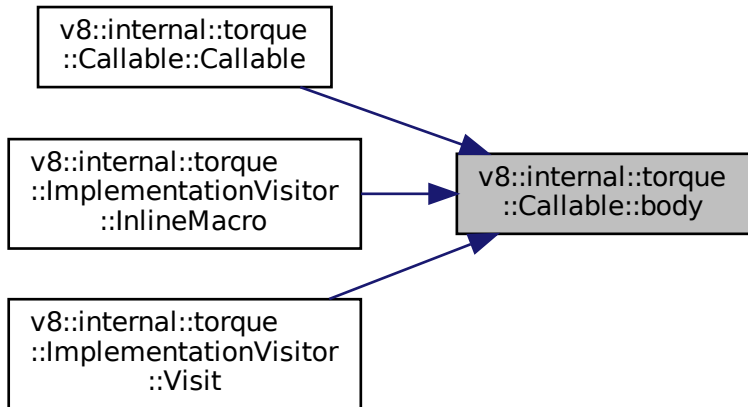 v8::internal::torque
::Callable::Callable
v8::internal::torque
::ImplementationVisitor
::InlineMacro
v8::internal::torque
::Callable::body
v8::internal::torque
::ImplementationVisitor
::Visit